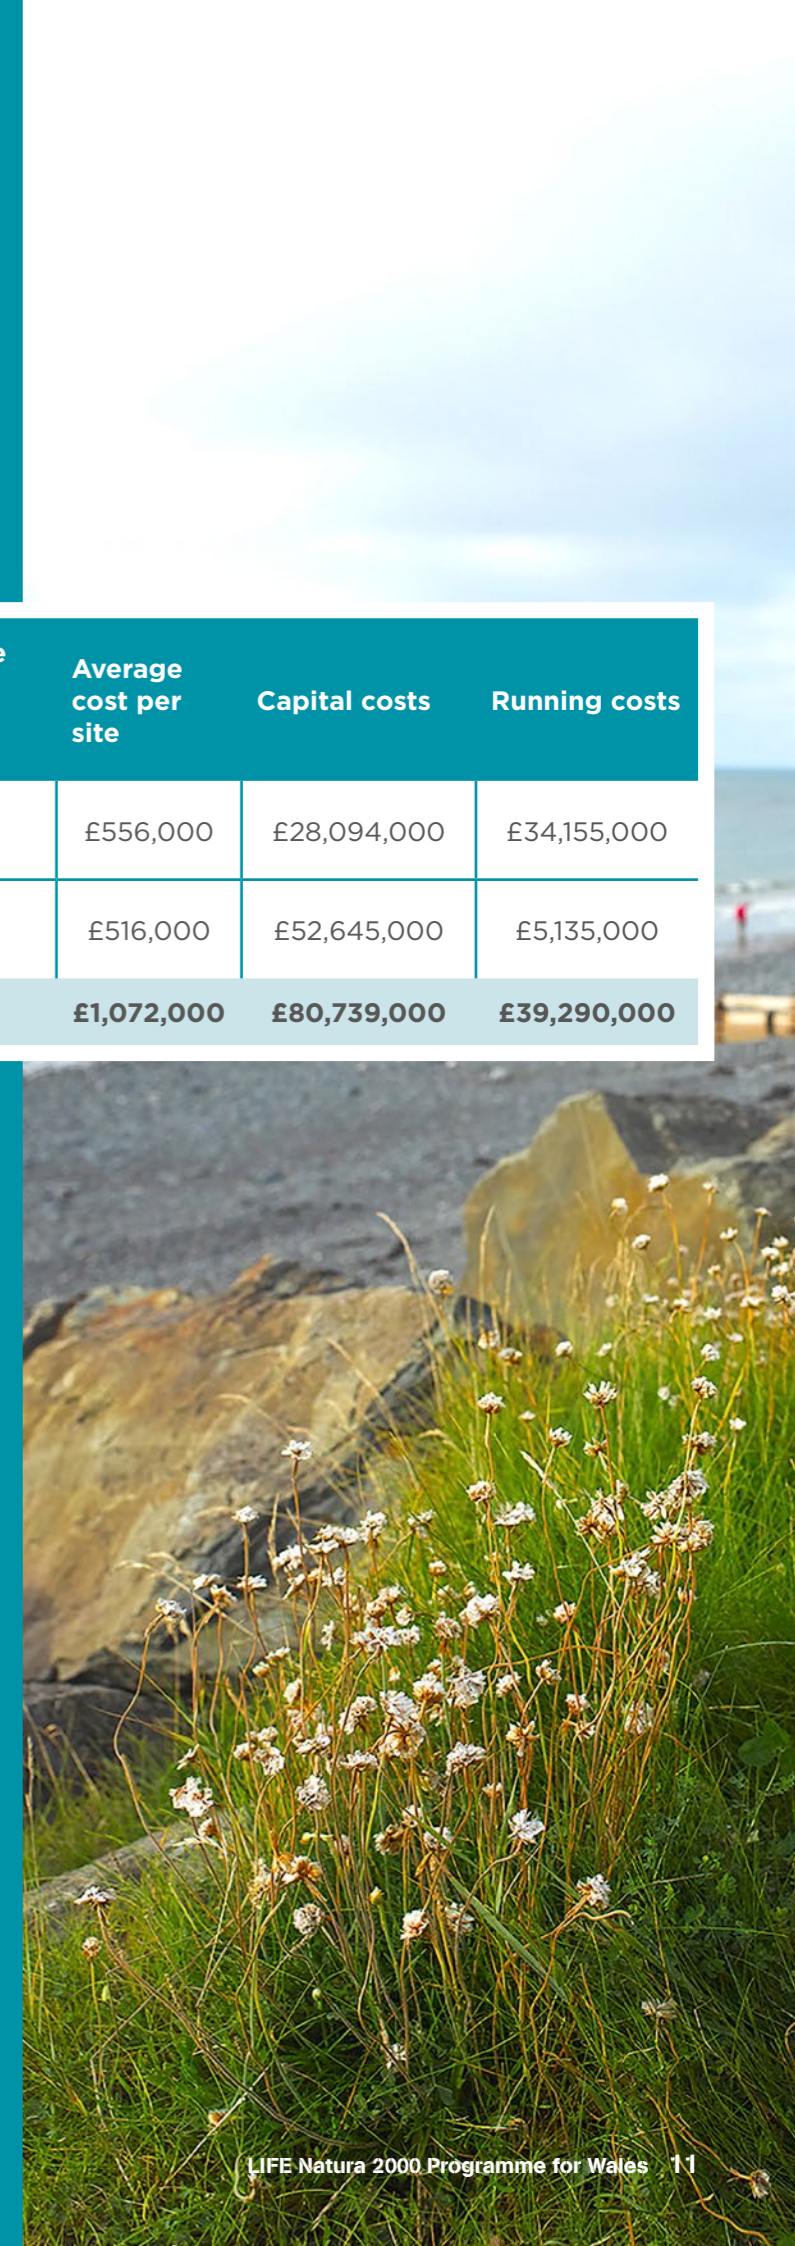 e
Average
cost per
site
Capital costs
Running costs
£556,000 £28,094,000 £34,155,000
£516,000 £52,645,000 £5,135,000
£1,072,000 £80,739,000 £39,290,000
LIFE Natura 2000 Programme for Wales 11